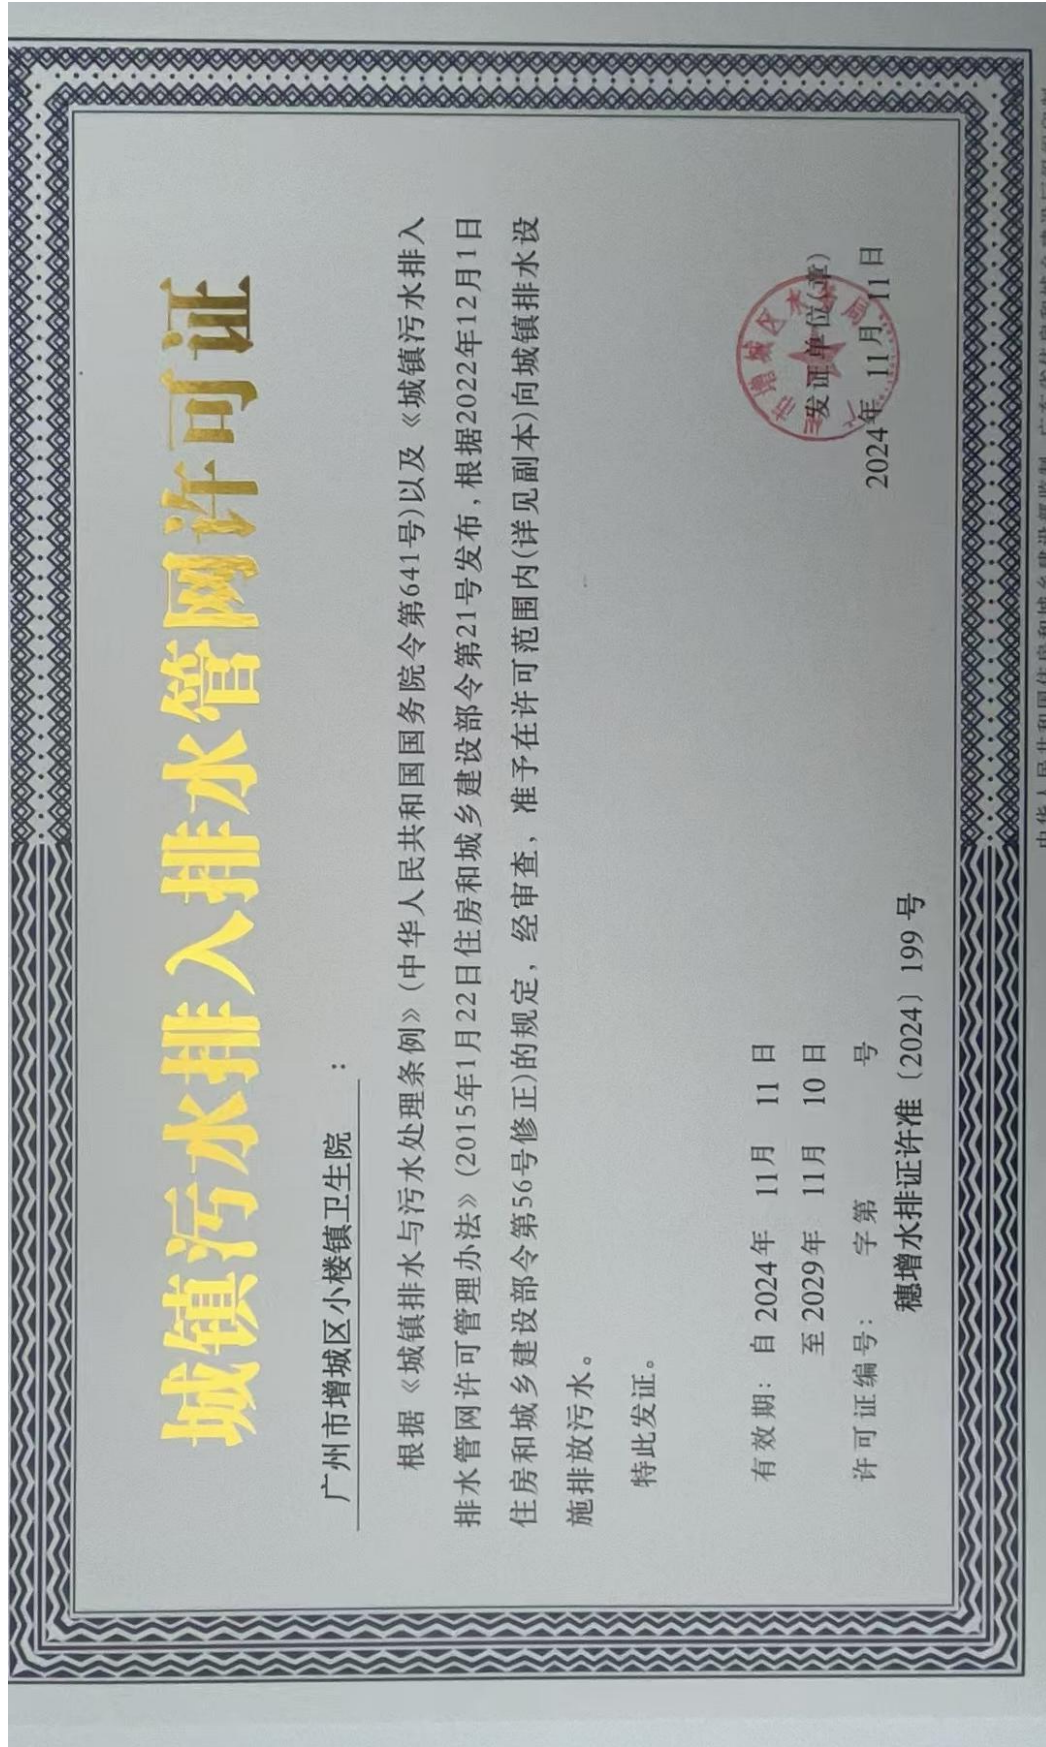 城镇污水排入排水管网许可证
广州市增城区小楼镇卫生院：
根据《城镇排水与污水处理条例》(中华人民共和国国务院令第641号)以及《城镇污水排入
排水管网许可管理办法》(2015年1月22日住房和城乡建设部令第21号发布,根据2022年12月1日
住房和城乡建设部令第56号修正)的规定，经审查，准予在许可范围内(详见副本)向城镇排水设
施排放污水。
特此发证。
发证单位(章)
2024年 11月 11日
有效期：自 2024年 11月 11 日
至 2029年 11月 10 日
许可证编号： 字第 号
穗增水排证许准〔2024〕199 号